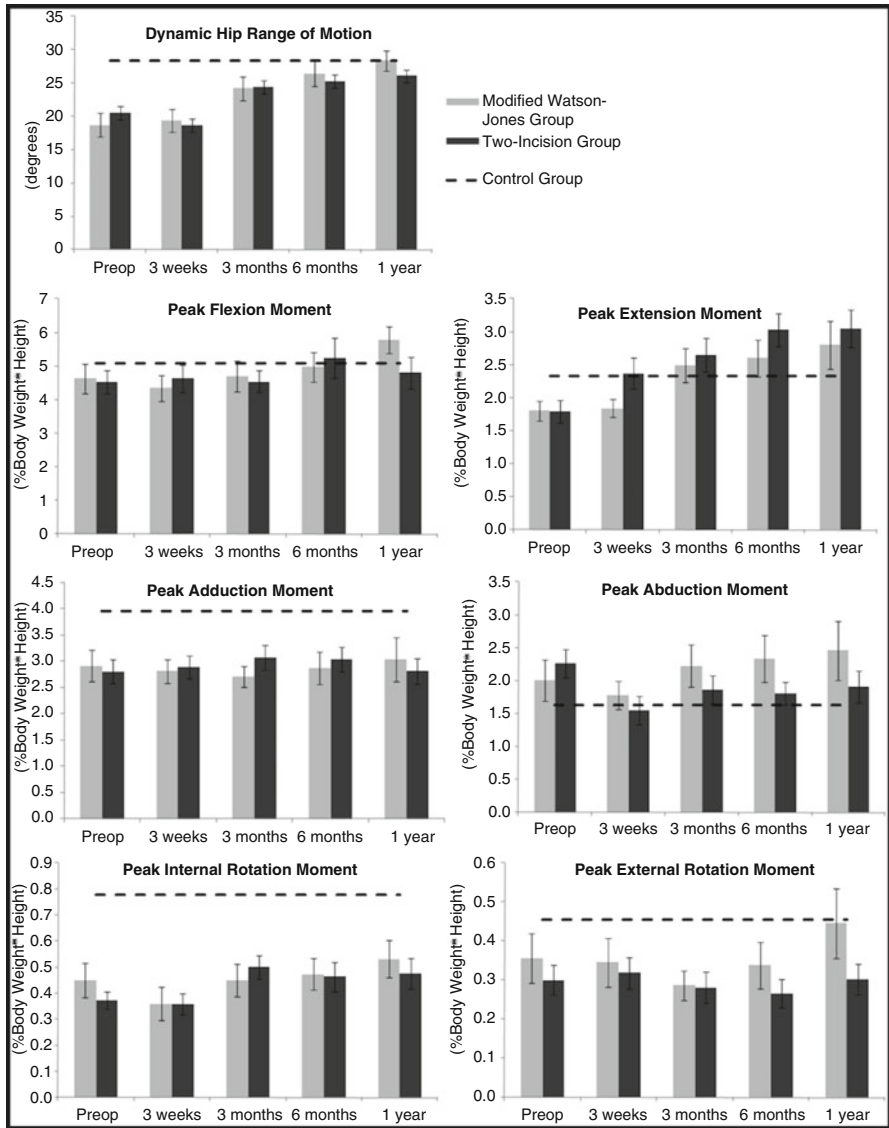 Dynamic Hip Range of Motion
(degrees)
35
30
25
20
15
10
5
0
Preop 3 weeks 3 months 6 months 1 year
Modified Watson-
Jones Group
Two-Incision Group
Control Group
Peak Flexion Moment
(%Body Weight* Height)
7
6
5
4
3
2
1
0
Preop 3 weeks 3 months 6 months 1 year
Peak Extension Moment
(%Body Weight* Height)
3.5
3.0
2.5
2.0
1.5
1.0
0.5
0.0
Preop 3 weeks 3 months 6 months 1 year
Peak Adduction Moment
(%Body Weight* Height)
4.5
4.0
3.5
3.0
2.5
2.0
1.5
1.0
0.5
0.0
Preop 3 weeks 3 months 6 months 1 year
Peak Abduction Moment
(%Body Weight* Height)
3.5
3.0
2.5
2.0
1.5
1.0
0.5
0.0
Preop 3 weeks 3 months 6 months 1 year
Peak Internal Rotation Moment
(%Body Weight* Height)
0.9
0.8
0.7
0.6
0.5
0.4
0.3
0.2
0.1
0.0
Preop 3 weeks 3 months 6 months 1 year
Peak External Rotation Moment
(%Body Weight* Height)
0.6
0.5
0.4
0.3
0.2
0.1
0.0
Preop 3 weeks 3 months 6 months 1 year